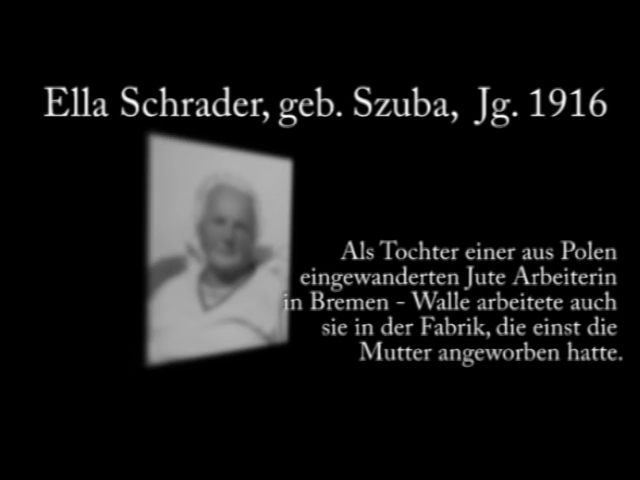 Ella Schrader, geb. Szuba, Jg. 1916
Als Tochter einer aus Polen
eingewanderten Jute Arbeiterin
in Bremen - Walle arbeitete auch
sie in der Fabrik, die einst die
Mutter angeworben hatte.